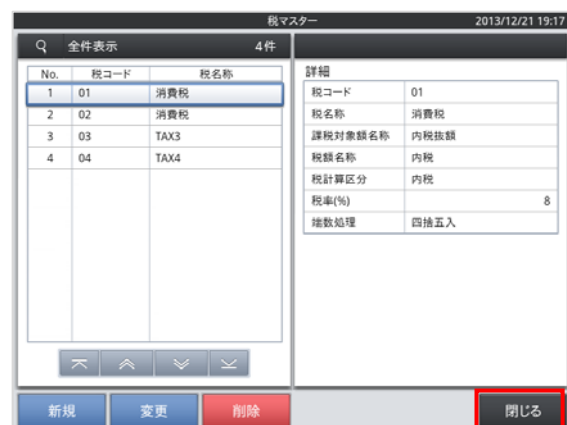 税マスター 2013/12/21 19:17
全件表示 4件
No. 税コード 税名称
1 01 消費税
2 02 消費税
3 03 TAX3
4 04 TAX4
詳細
税コード 01
税名称 消費税
課税対象額名称 内税抜額
税額名称 内税
税計算区分 内税
税率(%) 8
端数処理 四捨五入
新規 変更 削除 閉じる